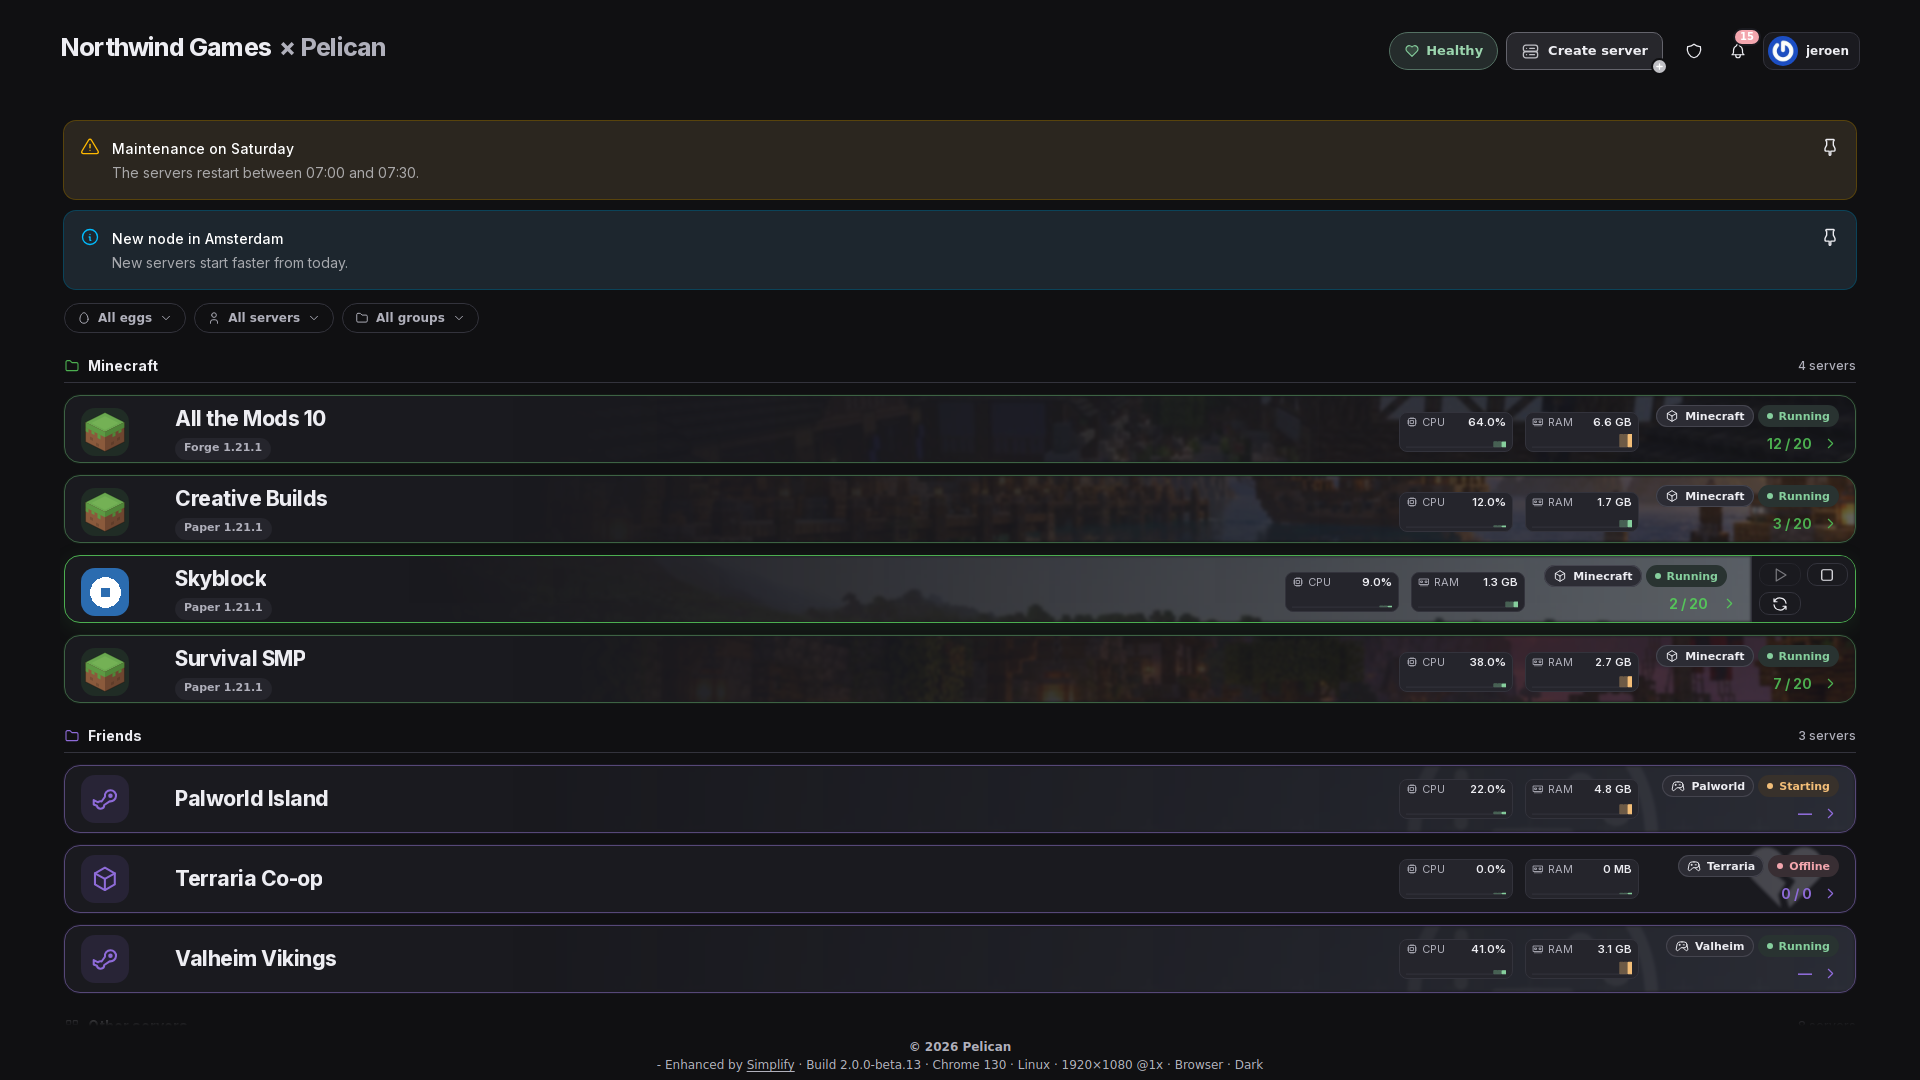 Northwind Games × Pelican
Healthy
Create server
15
jeroen
Maintenance on Saturday
The servers restart between 07:00 and 07:30.
New node in Amsterdam
New servers start faster from today.
All eggs
All servers
All groups
Minecraft
4 servers
All the Mods 10
Forge 1.21.1
CPU 64.0%
RAM 6.6 GB
Minecraft
Running
12 / 20
Creative Builds
Paper 1.21.1
CPU 12.0%
RAM 1.7 GB
Minecraft
Running
3 / 20
Skyblock
Paper 1.21.1
CPU 9.0%
RAM 1.3 GB
Minecraft
Running
2 / 20
Survival SMP
Paper 1.21.1
CPU 38.0%
RAM 2.7 GB
Minecraft
Running
7 / 20
Friends
3 servers
Palworld Island
CPU 22.0%
RAM 4.8 GB
Palworld
Starting
—
Terraria Co-op
CPU 0.0%
RAM 0 MB
Terraria
Offline
0 / 0
Valheim Vikings
CPU 41.0%
RAM 3.1 GB
Valheim
Running
—
Other servers
© 2026 Pelican
- Enhanced by Simplify · Build 2.0.0-beta.13 · Chrome 130 · Linux · 1920×1080 @1x · Browser · Dark